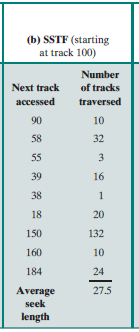 (b) SSTF (starting
at track 100)
Number
Next track of tracks
accessed traversed
90 10
58 32
55 3
39 16
38 1
18 20
150 132
160 10
184 24
Average 27.5
seek
length